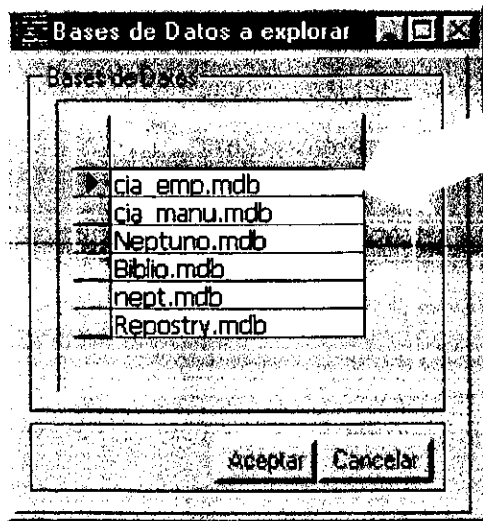 Bases de Datos a explorar
Bases de Datos
cia_emp.mdb
cia_manu.mdb
Neptuno.mdb
Biblio.mdb
nept.mdb
Repostry.mdb
Aceptar Cancelar